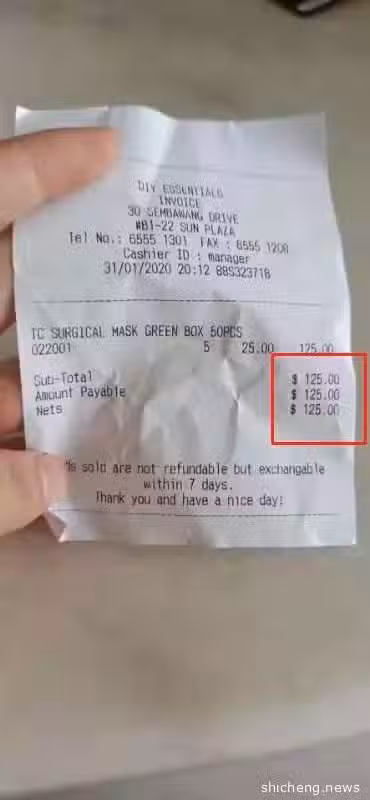 DIY ESSENTIALS
INVOICE
30 SEMBAWANG DRIVE
#B1-22 SUN PLAZA
Tel No.: 6555 1301 FAX : 6555 1208
Cashier ID : manager
31/01/2020 20:12 BBS323718
TC SURGICAL MASK GREEN BOX 50PCS
022001 5 25.00 125.00
Sub-Total $ 125.00
Amount Payable $ 125.00
Nets $ 125.00
sold are not refundable but exchangable
within 7 days.
Thank you and have a nice day!
shicheng.news